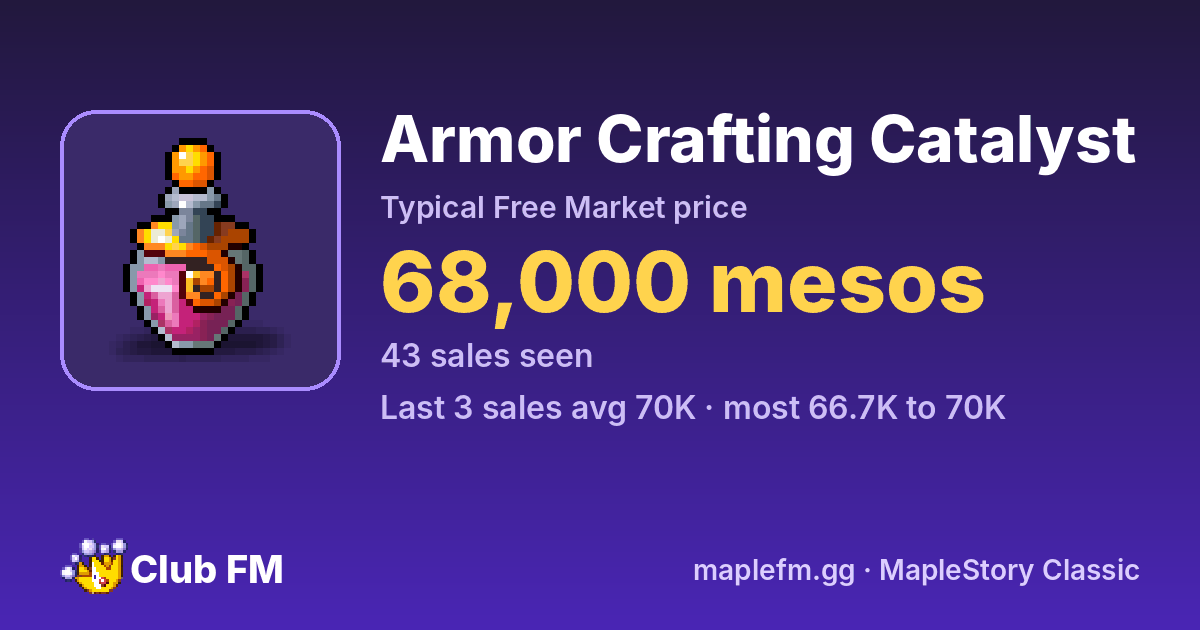 Armor Crafting Catalyst
Typical Free Market price
68,000 mesos
43 sales seen
Last 3 sales avg 70K · most 66.7K to 70K
Club FM
maplefm.gg · MapleStory Classic